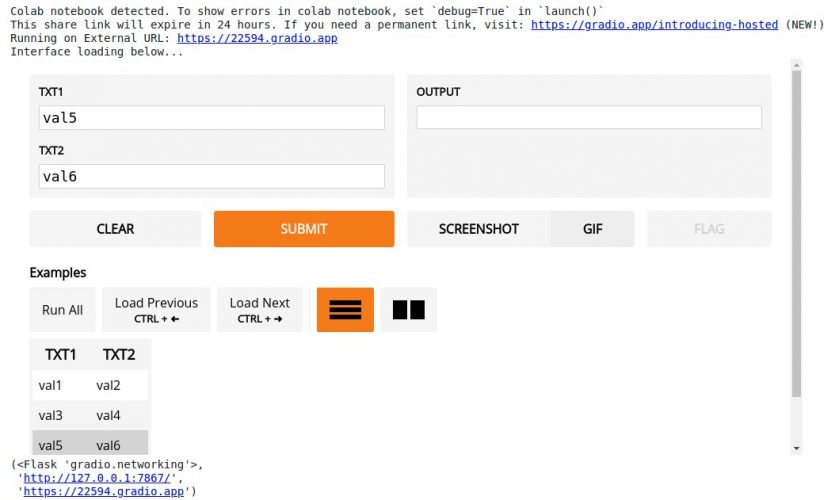 Colab notebook detected. To show errors in colab notebook, set `debug=True` in `launch()`
This share link will expire in 24 hours. If you need a permanent link, visit: https://gradio.app/introducing-hosted (NEW!)
Running on External URL: https://22594.gradio.app
Interface loading below...
TXT1
val5
TXT2
val6
OUTPUT
CLEAR
SUBMIT
SCREENSHOT
GIF
FLAG
Examples
Run All
Load Previous
CTRL + ←
Load Next
CTRL + →
TXT1 TXT2
val1 val2
val3 val4
val5 val6
(<Flask 'gradio.networking'>,
'http://127.0.0.1:7867/',
'https://22594.gradio.app')